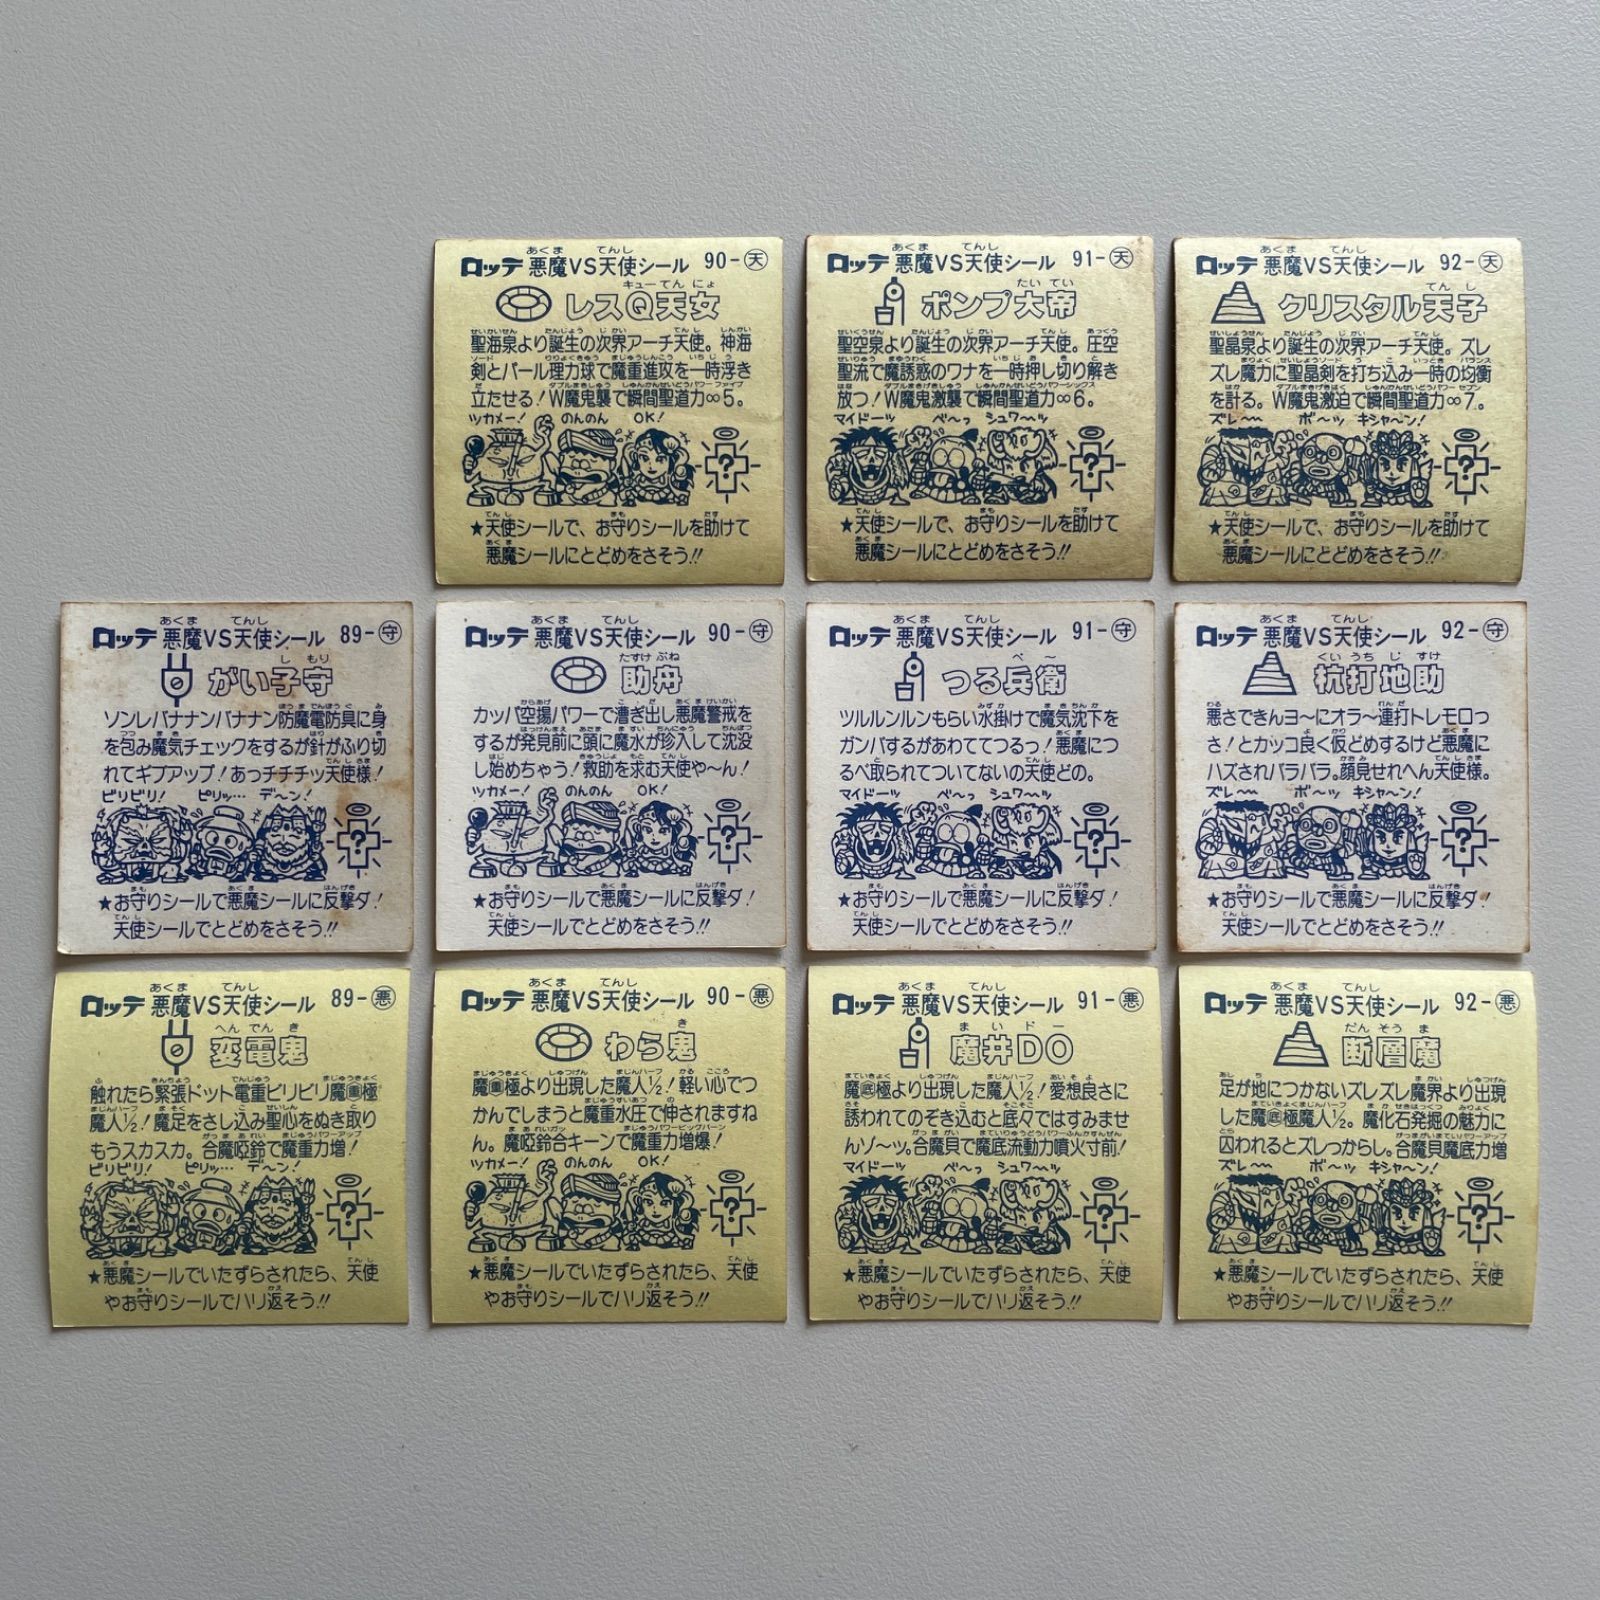 ロッテ 悪魔VS天使シール 90-天
レスQ天女
聖海泉より誕生の次界アーチ天使。神海
剣とパール理力球で魔重進攻を一時浮き
立たせる!W魔鬼襲で瞬間聖道力∞5。
ツカメー! のんのん OK!
?
★天使シールで、お守りシールを助けて
悪魔シールにとどめをさそう!!
ロッテ 悪魔VS天使シール 91-天
ポンプ大帝
聖空泉より誕生の次界アーチ天使。圧空
聖流で魔誘惑のワナを一時押し切り解き
放つ!W魔鬼激襲で瞬間聖道力∞6。
マイドーッ ベ〜っ シュワ〜ッ
?
★天使シールで、お守りシールを助けて
悪魔シールにとどめをさそう!!
ロッテ 悪魔VS天使シール 92-天
クリスタル天子
聖晶泉より誕生の次界アーチ天使。ズレ
ズレ魔力に聖晶剣を打ち込み一時の均衡
を計る。W魔鬼激迫で瞬間聖道力∞7。
ズレ〜 ボ〜ッ キシャ〜ン!
?
★天使シールで、お守りシールを助けて
悪魔シールにとどめをさそう!!
ロッテ 悪魔VS天使シール 89-守
がい子守
ソンレバナナンバナナン防魔電防具に身
を包み魔気チェックをするが針がふり切
れてギブアップ!あっチチチッ天使様!
ビリビリ! ピリッ… デ〜ン!
?
★お守りシールで悪魔シールに反撃ダ!
天使シールでとどめをさそう!!
ロッテ 悪魔VS天使シール 90-守
助舟
カッパ空揚パワーで漕ぎ出し悪魔警戒を
するが発見前に頭に魔水が珍入して沈没
し始めちゃう!救助を求む天使や〜ん!
ツカメー! のんのん OK!
?
★お守りシールで悪魔シールに反撃ダ!
天使シールでとどめをさそう!!
ロッテ 悪魔VS天使シール 91-守
つる兵衛
ツルルンルンもらい水掛けで魔気沈下を
ガンバするがあわててつるっ!悪魔につ
るべ取られてついてないの天使どの。
マイドーッ ベ〜っ シュワ〜ッ
?
★お守りシールで悪魔シールに反撃ダ!
天使シールでとどめをさそう!!
ロッテ 悪魔VS天使シール 92-守
杭打地助
悪さできんヨ〜にオラ〜連打トレモロっ
さ!とカッコ良く仮どめするけど悪魔に
ハズされバラバラ。顔見せれへん天使様。
ズレ〜 ボ〜ッ キシャ〜ン!
?
★お守りシールで悪魔シールに反撃ダ!
天使シールでとどめをさそう!!
ロッテ 悪魔VS天使シール 89-悪
変電鬼
触れたら緊張ドット電重ビリビリ魔重極
魔人½!魔足をさし込み聖心をぬき取り
もうスカスカ。合魔啞鈴で魔重力増!
ビリビリ! ピリッ… デ〜ン!
?
★悪魔シールでいたずらされたら、天使
やお守りシールでハリ返そう!!
ロッテ 悪魔VS天使シール 90-悪
わら鬼
魔重極より出現した魔人½!軽い心でつ
かんでしまうと魔重水圧で伸されますね
ん。魔啞鈴合キーンで魔重力増爆!
ツカメー! のんのん OK!
?
★悪魔シールでいたずらされたら、天使
やお守りシールでハリ返そう!!
ロッテ 悪魔VS天使シール 91-悪
魔井DO
魔底極より出現した魔人½!愛想良さに
誘われてのぞき込むと底々ではすみませ
んゾ〜ッ。合魔貝で魔底流動力噴火寸前!
マイドーッ ベ〜っ シュワ〜ッ
?
★悪魔シールでいたずらされたら、天使
やお守りシールでハリ返そう!!
ロッテ 悪魔VS天使シール 92-悪
断層魔
足が地につかないズレズレ魔界より出現
した魔底極魔人½。魔化石発掘の魅力に
囚われるとズレつからし。合魔貝魔底力増
ズレ〜 ボ〜ッ キシャ〜ン!
?
★悪魔シールでいたずらされたら、天使
やお守りシールでハリ返そう!!